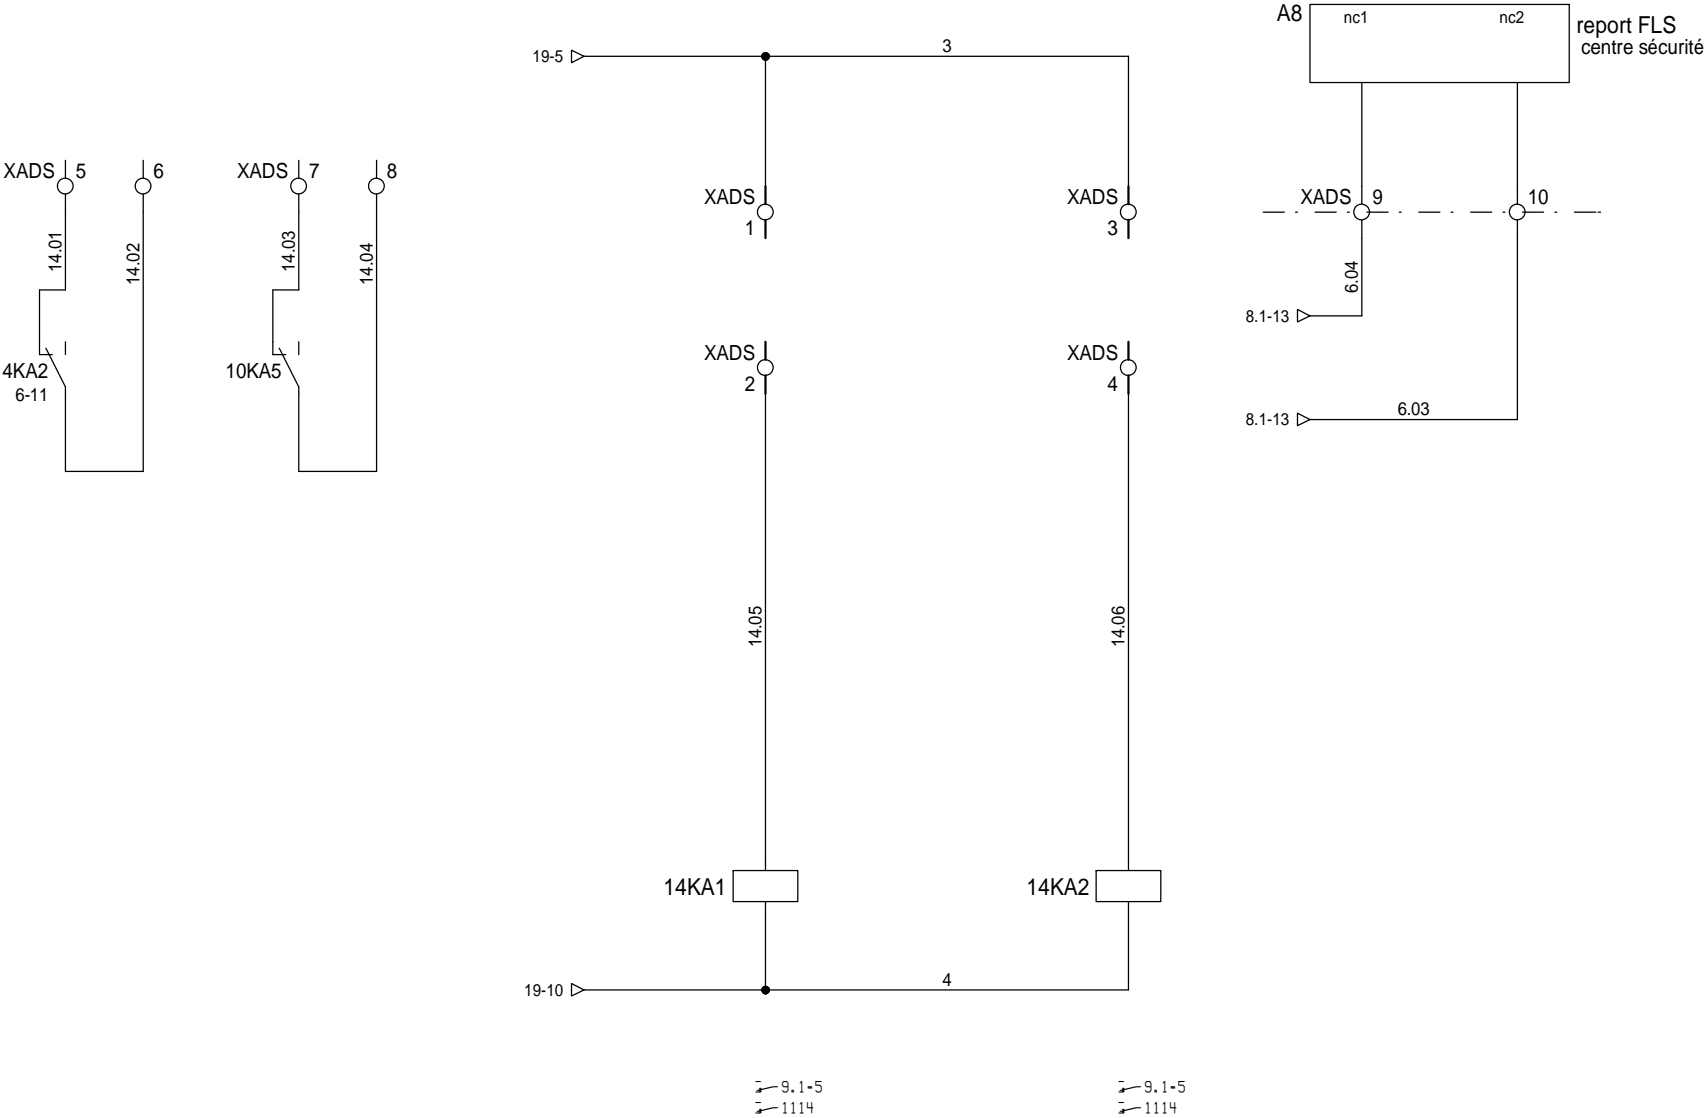 A8
nc1
nc2
report FLS
centre sécurité
19-5
3
XADS
5
6
XADS
7
8
XADS
1
XADS
3
XADS
9
10
14.01
14.02
14.03
14.04
6.04
8.1-13
4KA2
6-11
10KA5
XADS
2
XADS
4
8.1-13
6.03
14.05
14.06
14KA1
14KA2
19-10
4
9.1-5
1114
9.1-5
1114